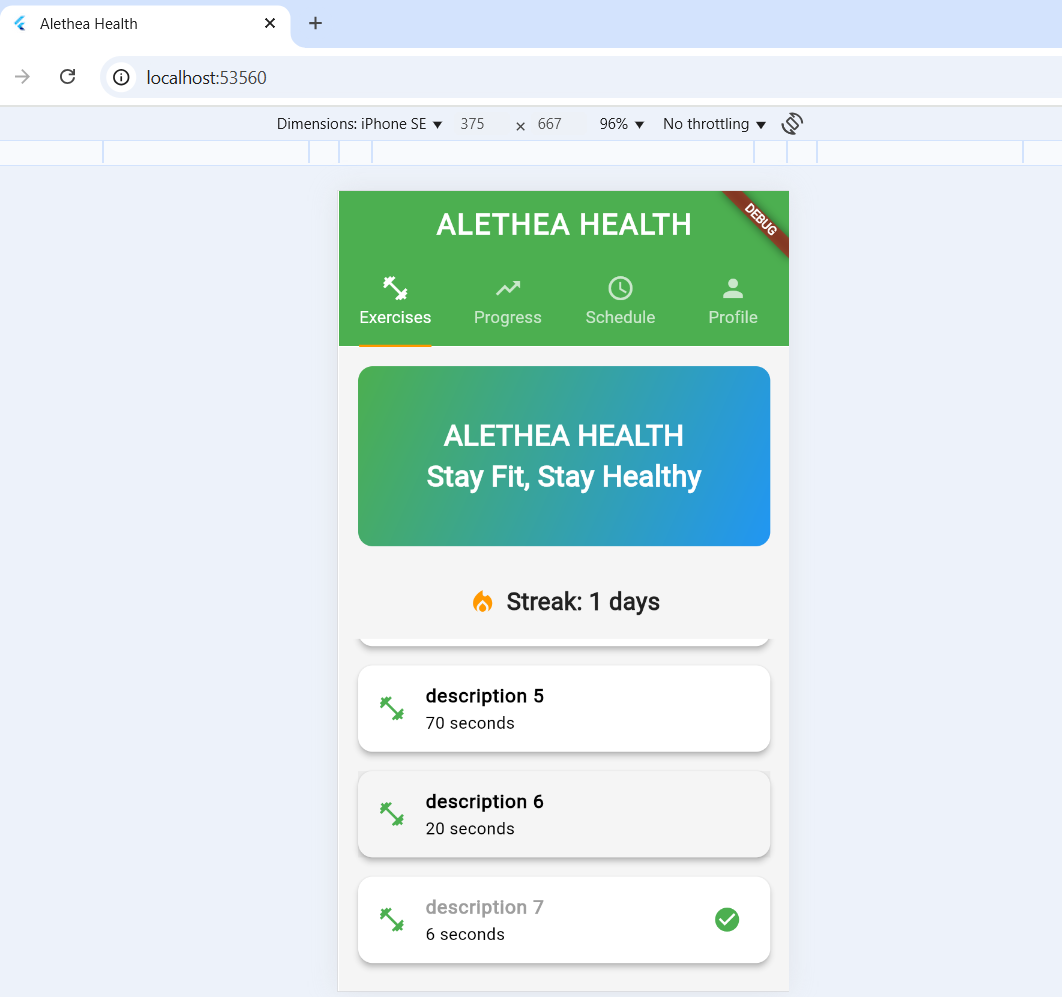 Alethea Health
localhost:53560
Dimensions: iPhone SE ▼ 375 × 667 96% ▼ No throttling ▼
ALETHEA HEALTH
DEBUG
Exercises Progress Schedule Profile
ALETHEA HEALTH
Stay Fit, Stay Healthy
Streak: 1 days
description 5
70 seconds
description 6
20 seconds
description 7
6 seconds